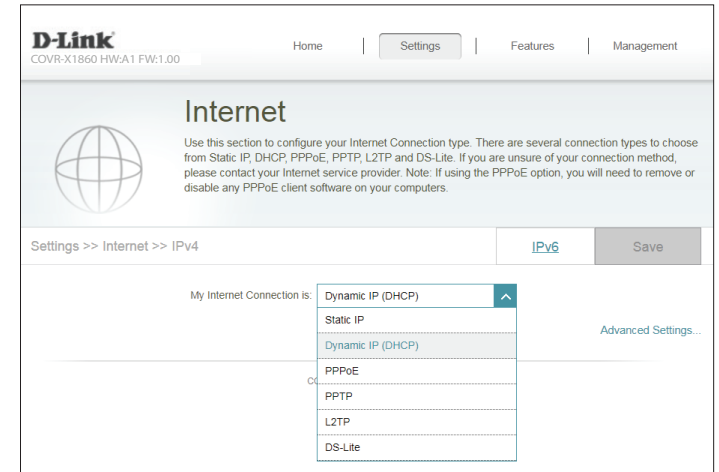 D-Link
COVR-X1860 HW:A1 FW:1.00
Home
Settings
Features
Management
Internet
Use this section to configure your Internet Connection type. There are several connection types to choose
from Static IP, DHCP, PPPoE, PPTP, L2TP and DS-Lite. If you are unsure of your connection method,
please contact your Internet service provider. Note: If using the PPPoE option, you will need to remove or
disable any PPPoE client software on your computers.
Settings >> Internet >> IPv4
IPv6
Save
My Internet Connection is:
Dynamic IP (DHCP)
Static IP
Dynamic IP (DHCP)
PPPoE
PPTP
L2TP
DS-Lite
Advanced Settings...